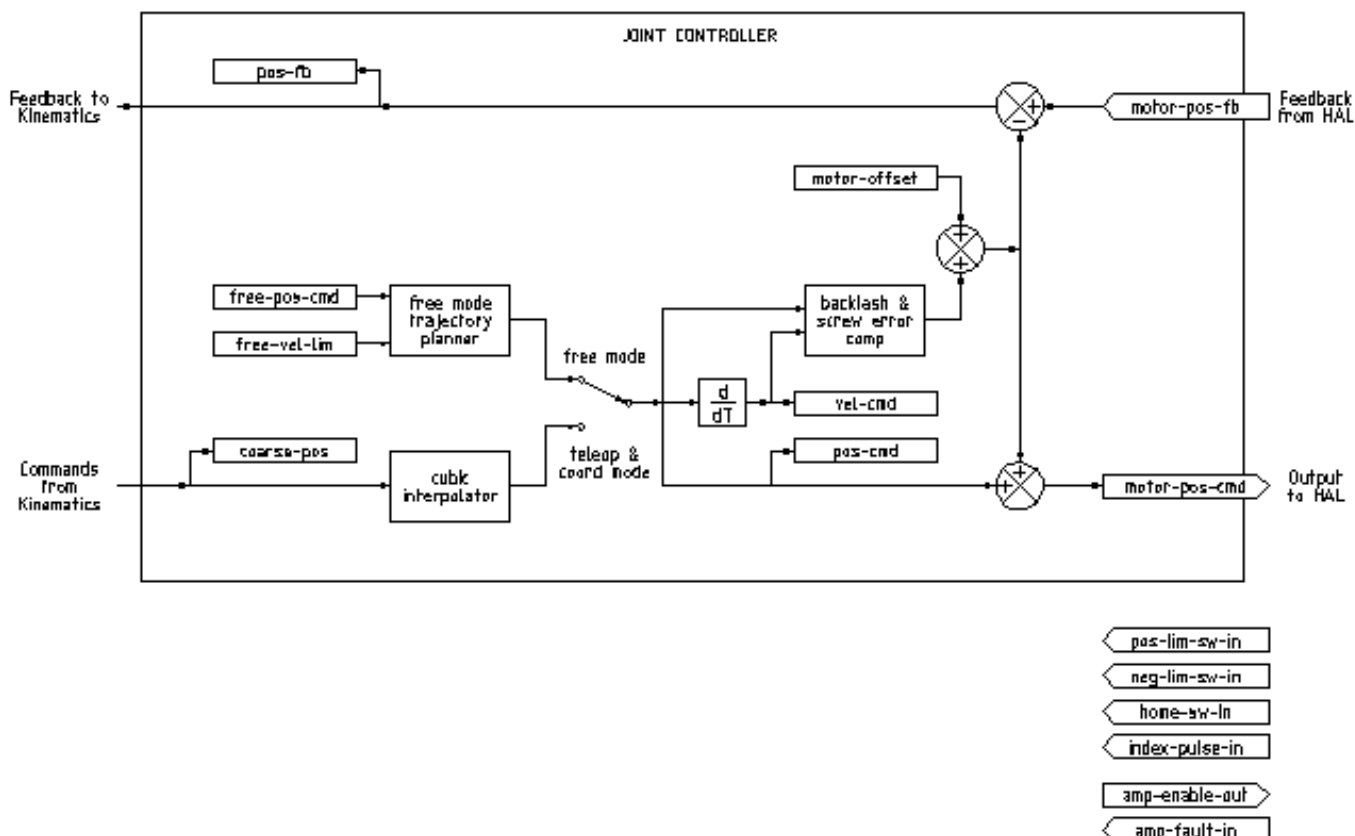 JOINT CONTROLLER
pos-fb
Feedback to
Kinematics
motor-pos-fb
Feedback
from HAL
motor-offset
free-pos-cmd
free mode
trajectory
planner
free-vel-lim
backlash &
screw error
comp
free mode
d
dT
vel-cmd
coarse-pos
teleop &
coord mode
pos-cmd
Commands
from
Kinematics
cubic
interpolator
motor-pos-cmd
Output
to HAL
+
-
+
+
+
+
pos-lim-sw-in
neg-lim-sw-in
home-sw-in
index-pulse-in
amp-enable-out
amp-fault-in